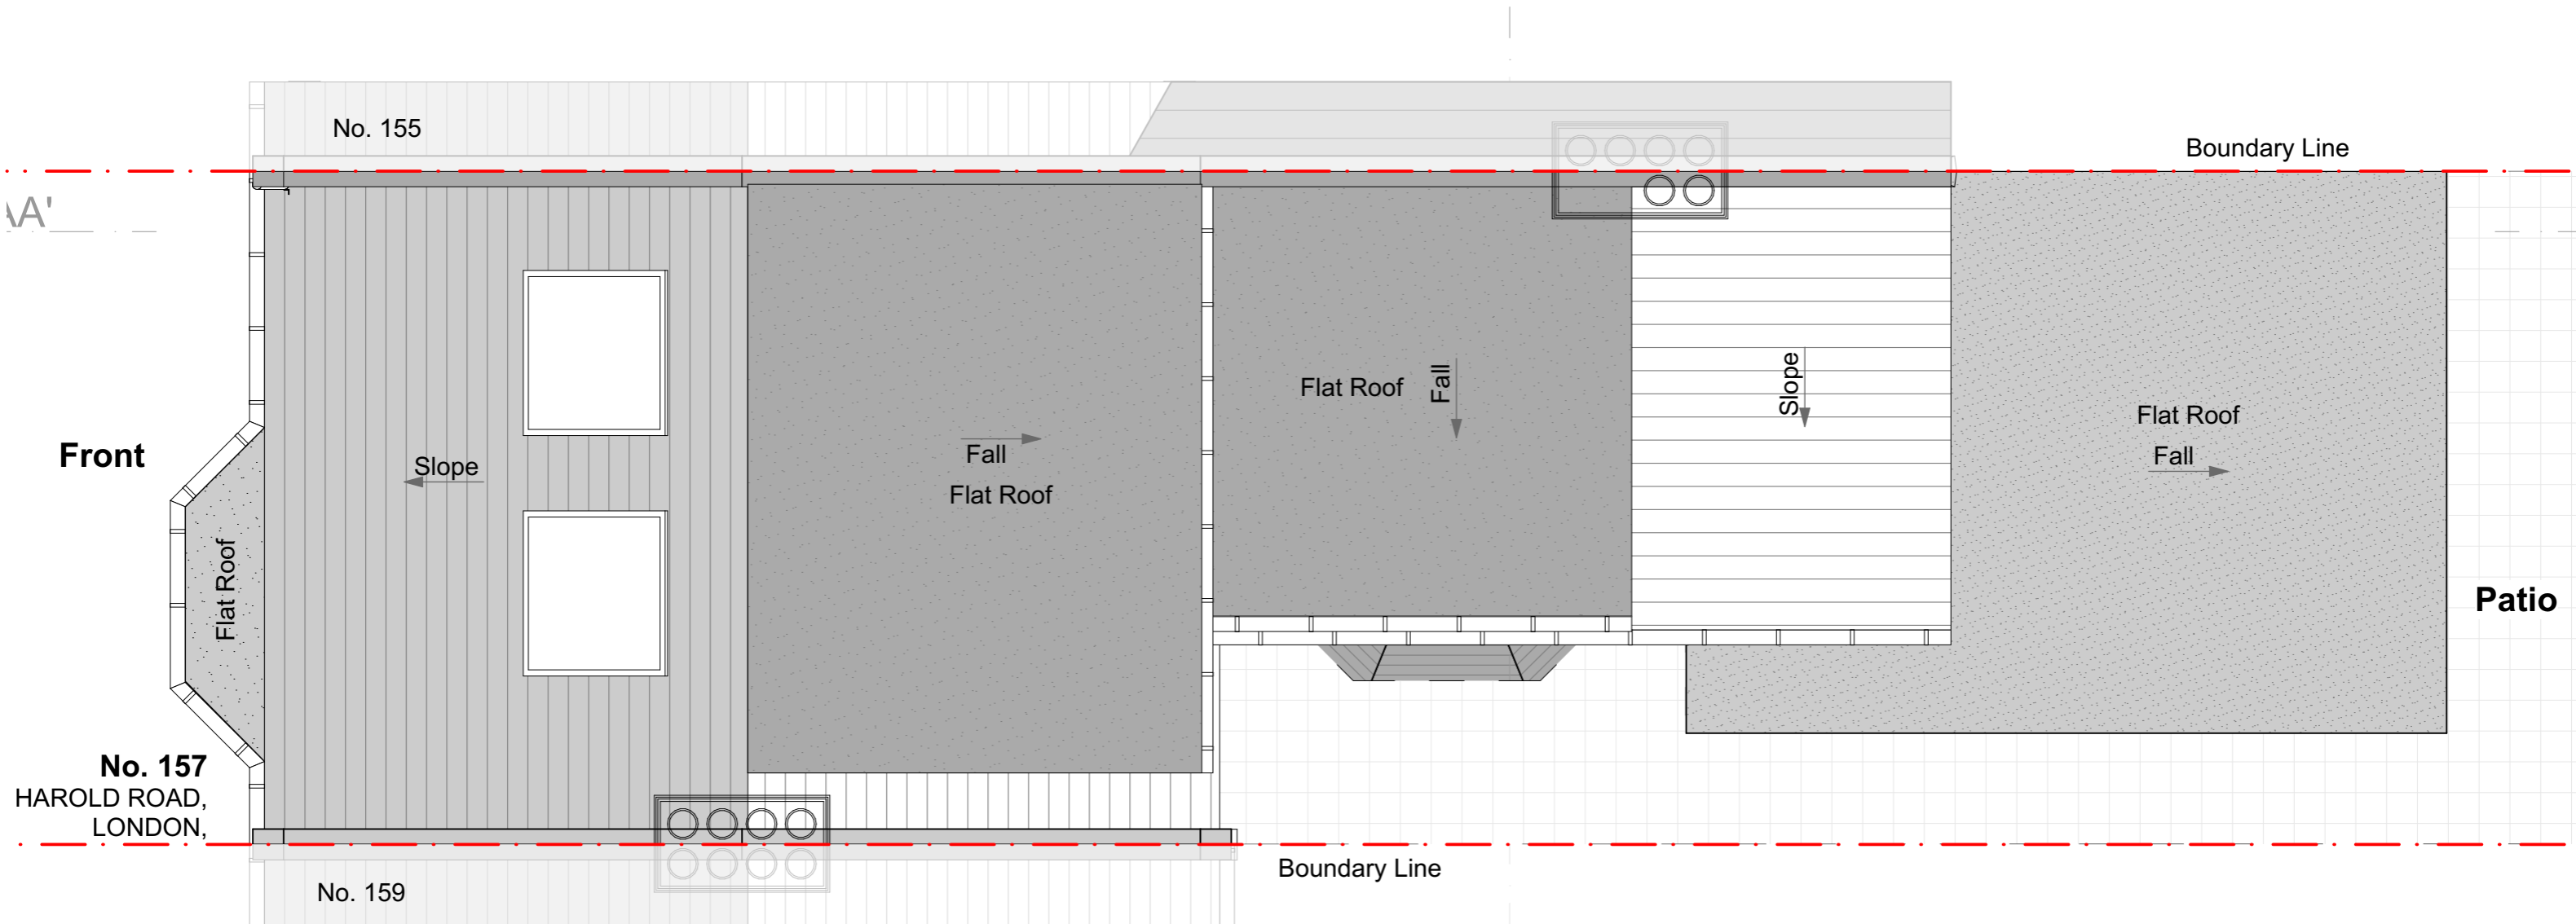 No. 155
Boundary Line
AA'
Flat Roof
Fall
Slope
Flat Roof
Fall
Front
Slope
Fall
Flat Roof
Flat Roof
Patio
No. 157
HAROLD ROAD,
LONDON,
Boundary Line
No. 159